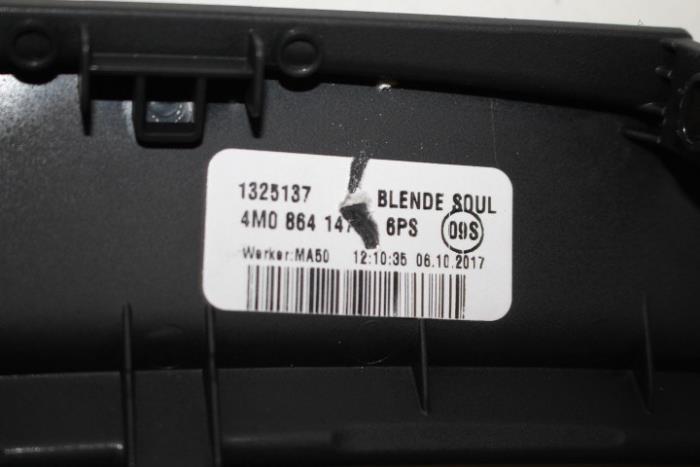 1325137 BLENDE SOUL
4M0 864 147 6PS 09S
Werker:MA50 12:10:35 06.10.2017